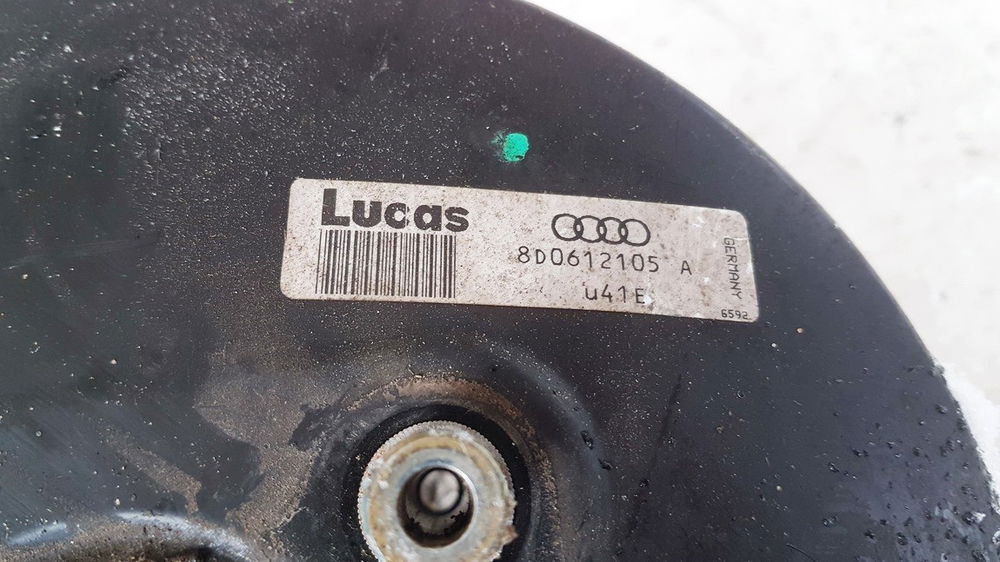 Lucas
8D0612105 A
u41E
GERMANY
6592